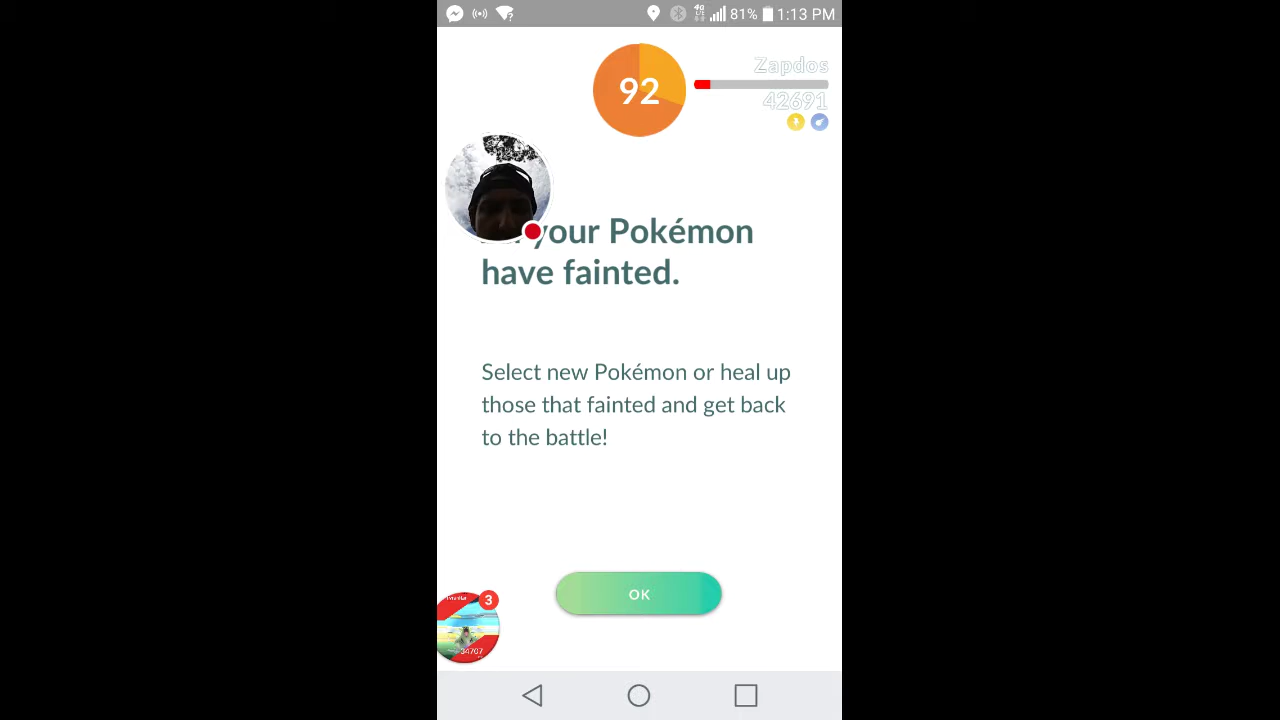 81% 1:13 PM
92
Zapdos
42691
your Pokémon
have fainted.
Select new Pokémon or heal up
those that fainted and get back
to the battle!
OK
3
34707